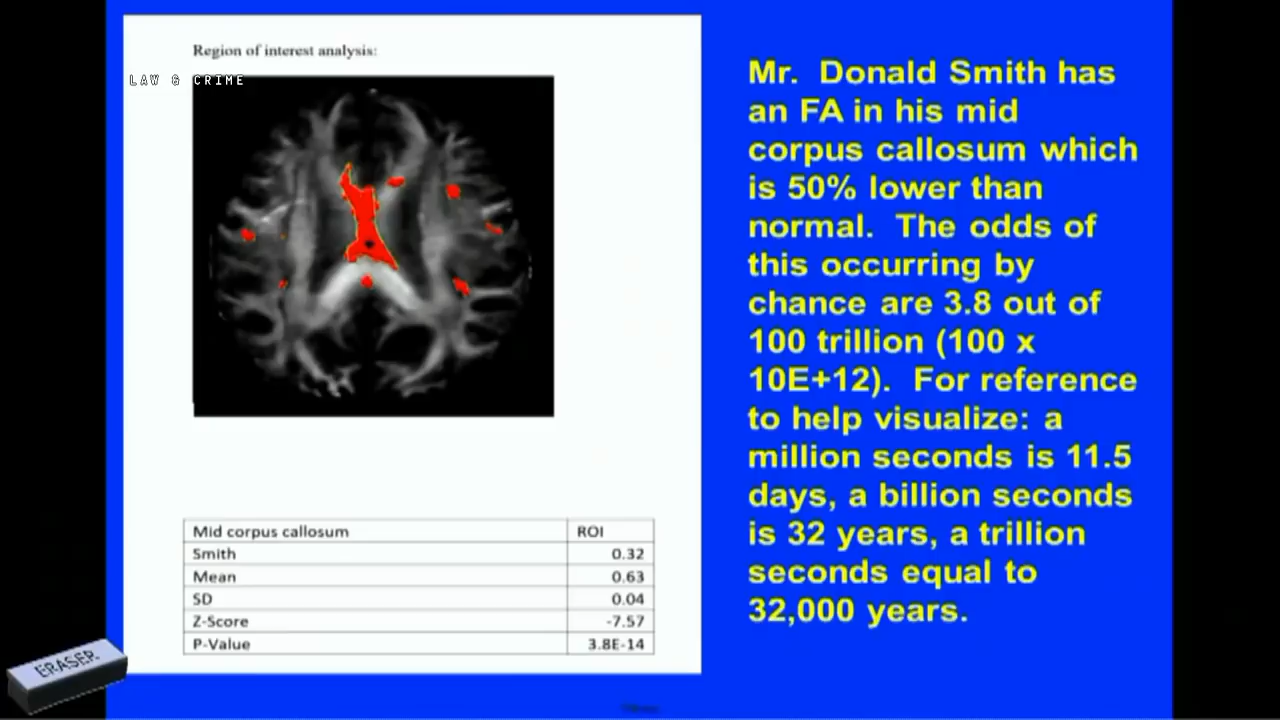 Region of interest analysis:
LAW & CRIME
Mr. Donald Smith has
an FA in his mid
corpus callosum which
is 50% lower than
normal. The odds of
this occurring by
chance are 3.8 out of
100 trillion (100 x
10E+12). For reference
to help visualize: a
million seconds is 11.5
days, a billion seconds
is 32 years, a trillion
seconds equal to
32,000 years.
Mid corpus callosum ROI
Smith 0.32
Mean 0.63
SD 0.04
Z-Score -7.57
P-Value 3.8E-14
ERASER